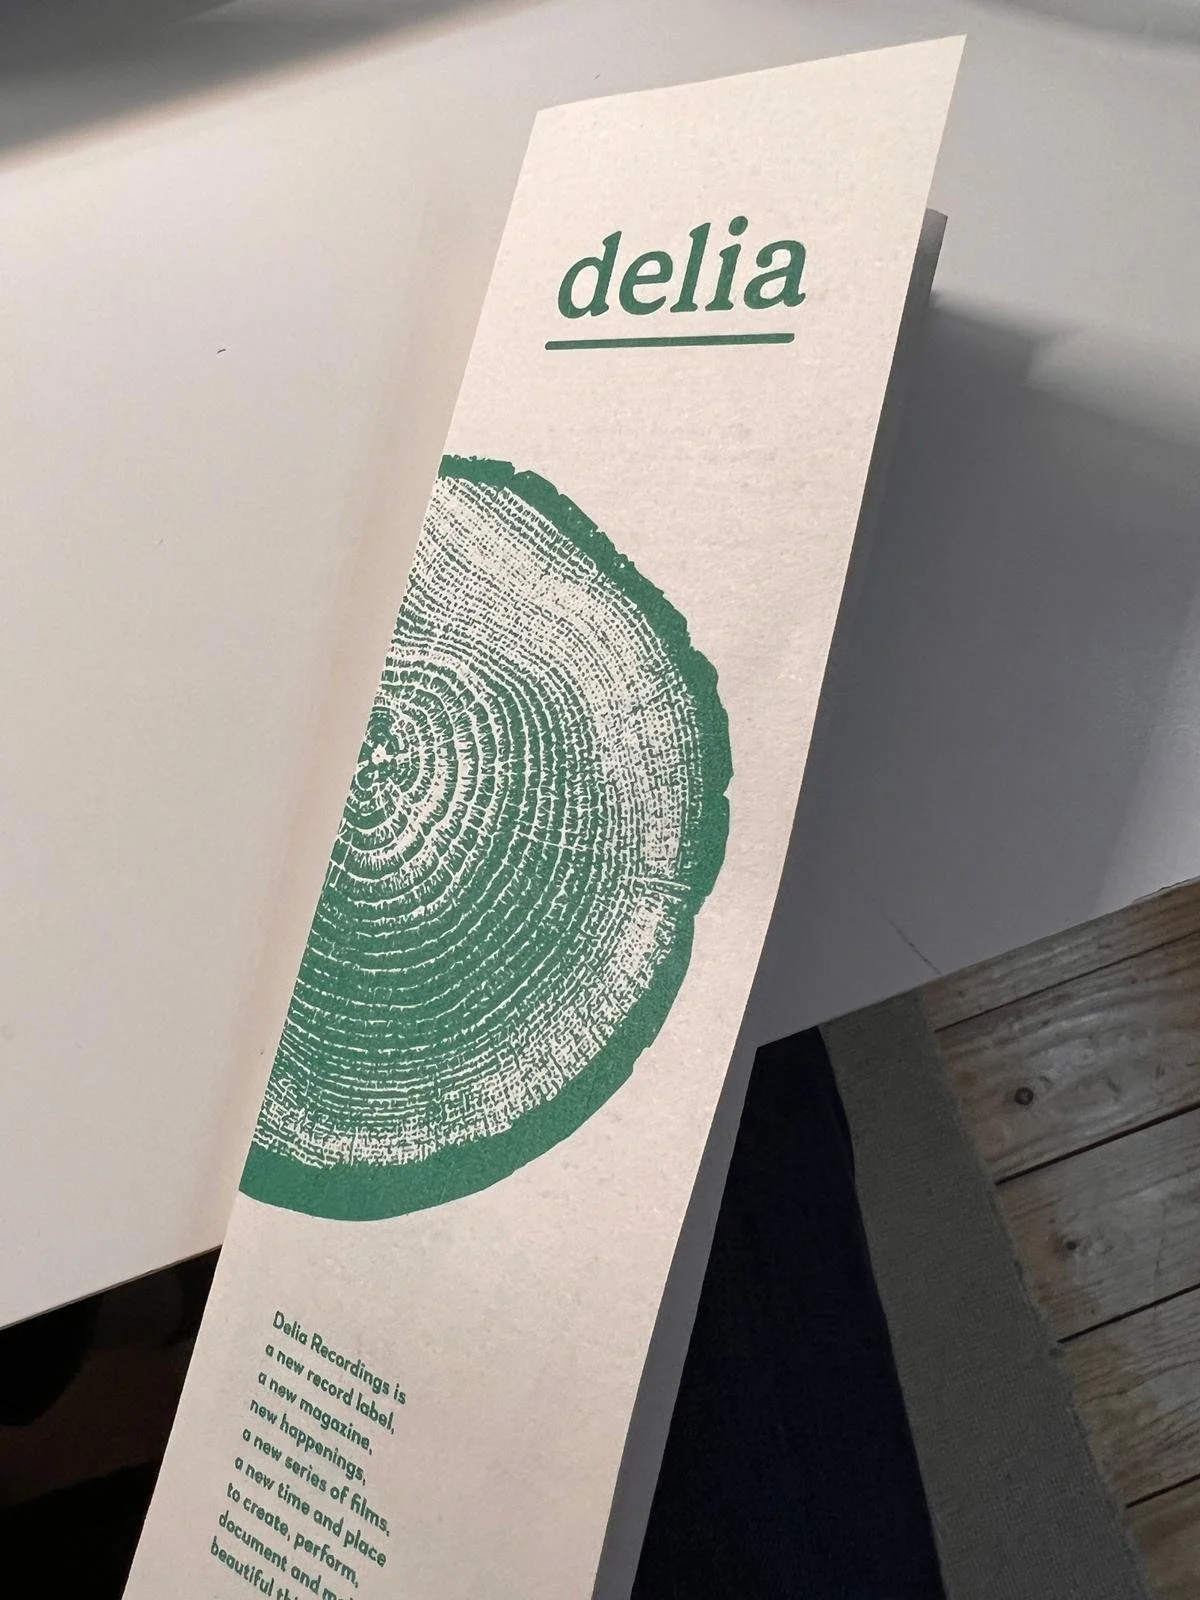 delia
Delia Recordings is
a new record label,
a new magazine,
new happenings,
a new series of films,
a new time and place
to create, perform,
document and
beautiful